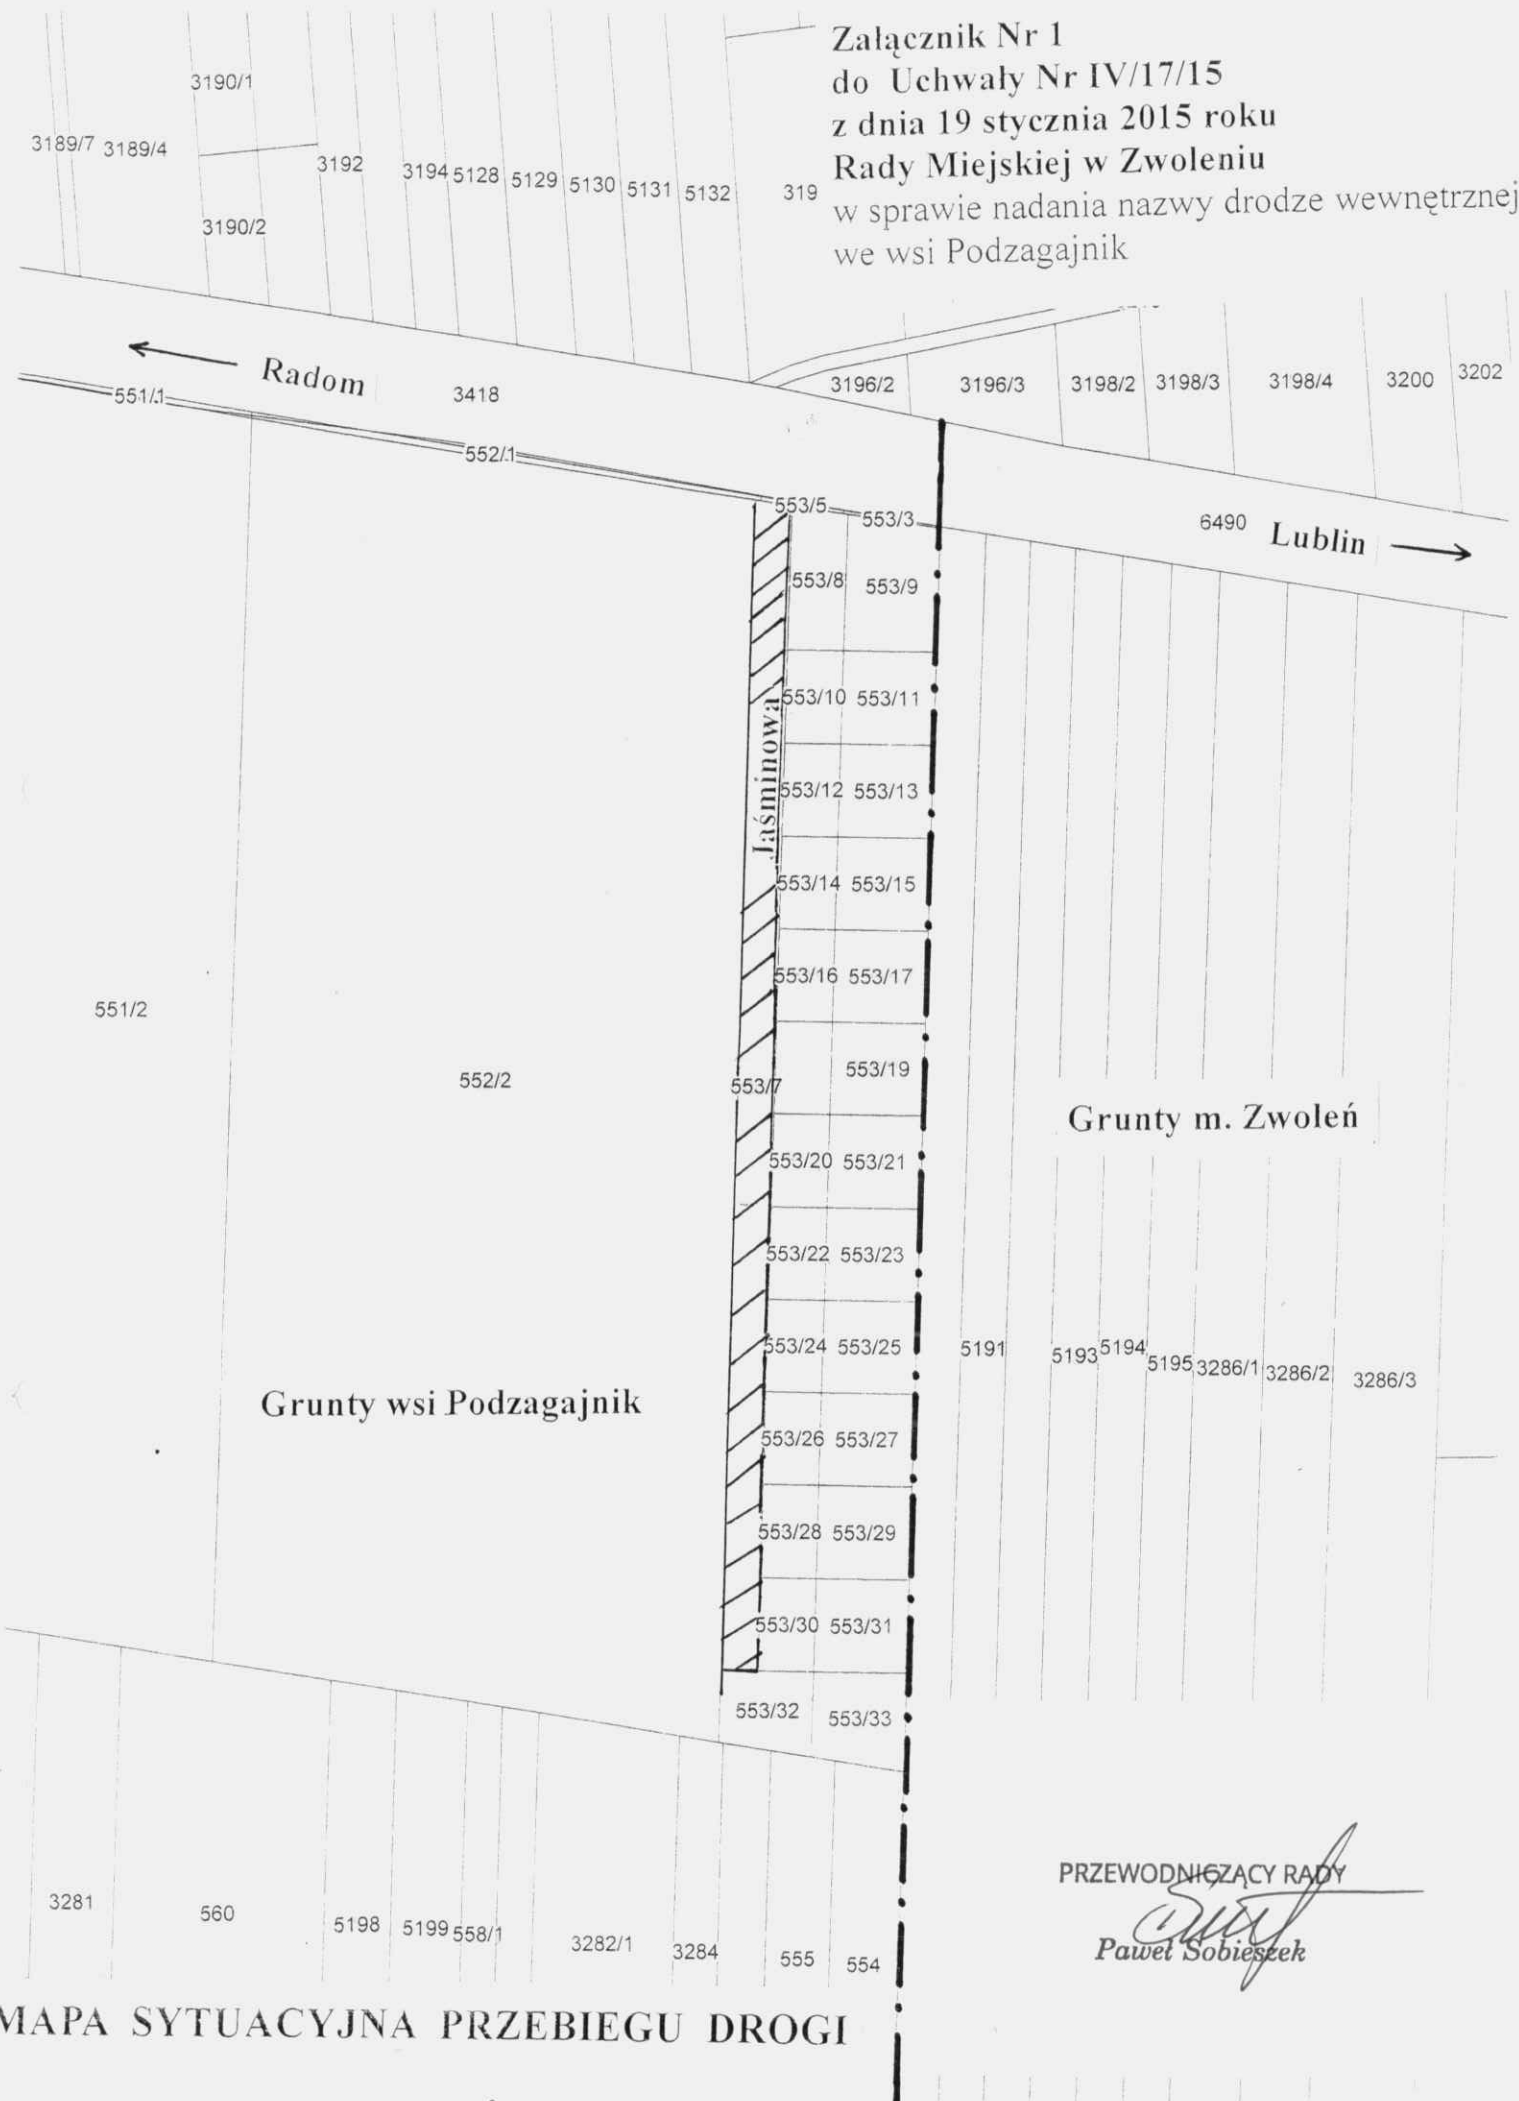 Załącznik Nr 1
do Uchwały Nr IV/17/15
z dnia 19 stycznia 2015 roku
Rady Miejskiej w Zwoleniu
w sprawie nadania nazwy drodze wewnętrznej
we wsi Podzagajnik
3190/1
3189/7 3189/4
3192 3194 5128 5129 5130 5131 5132 319
3190/2
Radom 3418
3196/2 3196/3 3198/2 3198/3 3198/4 3200 3202
551/1
552/1
553/5 553/3
6490 Lublin
553/8 553/9
553/10 553/11
Jaśminowa
553/12 553/13
553/14 553/15
553/16 553/17
551/2
552/2
553/7
553/19
Grunty m. Zwoleń
553/20 553/21
553/22 553/23
553/24 553/25
5191 5193 5194 5195 3286/1 3286/2 3286/3
Grunty wsi Podzagajnik
553/26 553/27
553/28 553/29
553/30 553/31
553/32 553/33
3281 560 5198 5199 558/1 3282/1 3284 555 554
PRZEWODNICZĄCY RADY
Paweł Sobieszek
MAPA SYTUACYJNA PRZEBIEGU DROGI